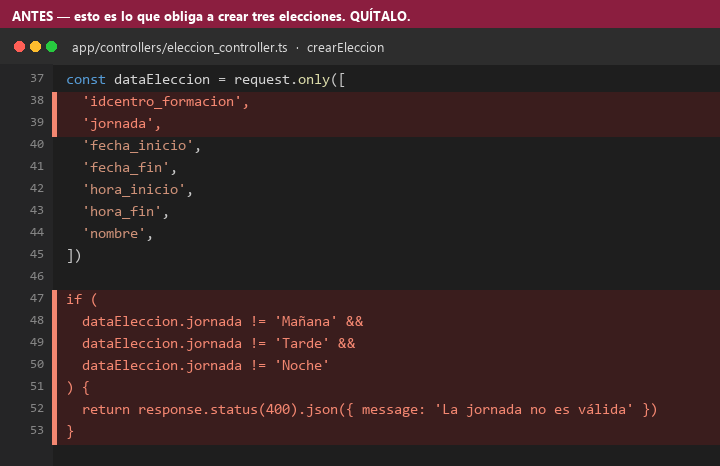 ANTES — esto es lo que obliga a crear tres elecciones. QUÍTALO.
app/controllers/eleccion_controller.ts · crearEleccion
37 const dataEleccion = request.only([
38 'idcentro_formacion',
39 'jornada',
40 'fecha_inicio',
41 'fecha_fin',
42 'hora_inicio',
43 'hora_fin',
44 'nombre',
45 ])
46
47 if (
48 dataEleccion.jornada != 'Mañana' &&
49 dataEleccion.jornada != 'Tarde' &&
50 dataEleccion.jornada != 'Noche'
51 ) {
52 return response.status(400).json({ message: 'La jornada no es válida' })
53 }